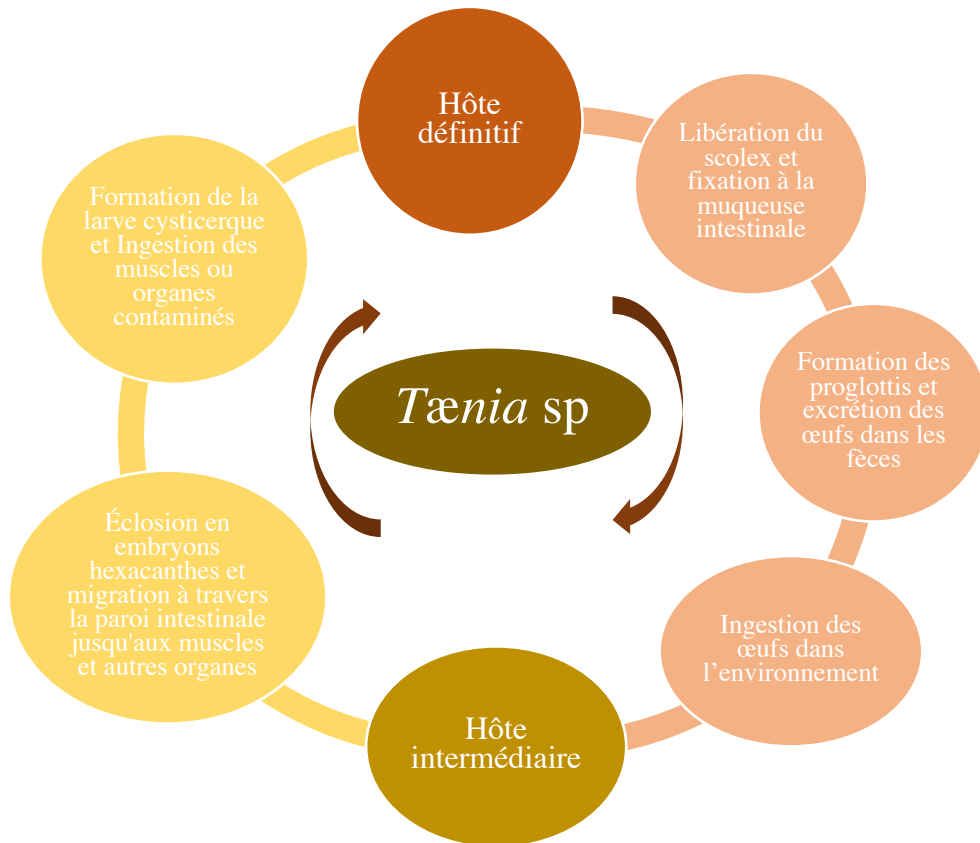 Hôte
définitif
Libération du
scolex et
fixation à la
muqueuse
intestinale
Formation des
proglottis et
excrétion des
œufs dans les
fèces
Ingestion des
œufs dans
l’environnement
Hôte
intermédiaire
Éclosion en
embryons
hexacanthes et
migration à travers
la paroi intestinale
jusqu'aux muscles
et autres organes
Formation de la
larve cysticerque
et Ingestion des
muscles ou
organes
contaminés
Tænia sp